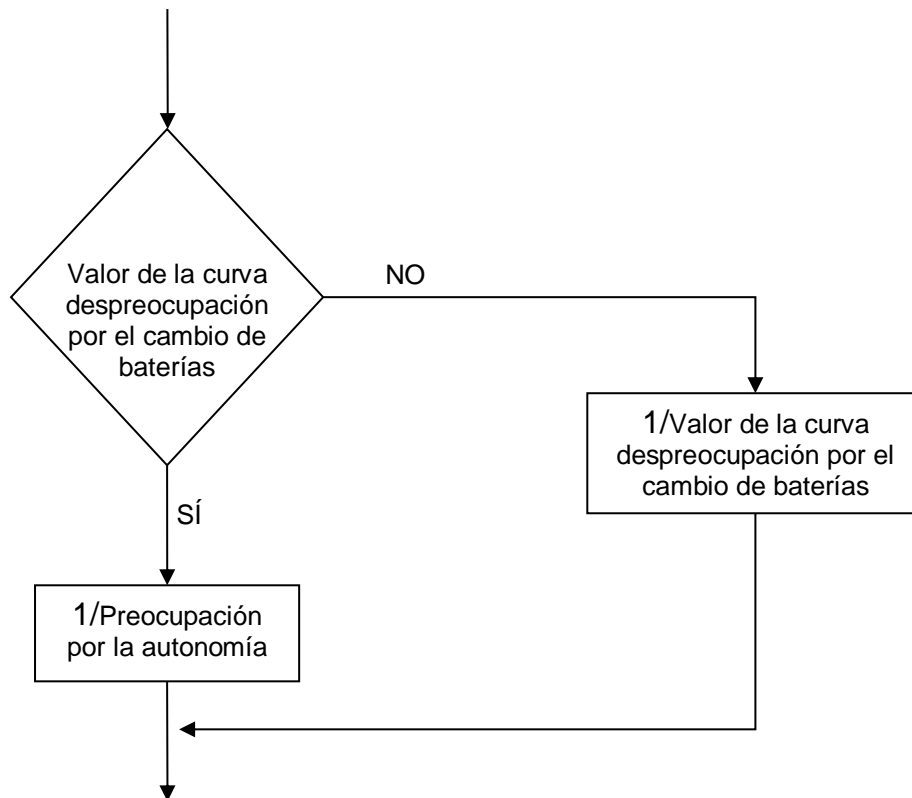 Valor de la curva
despreocupación
por el cambio de
baterías
NO
1/Valor de la curva
despreocupación por el
cambio de baterías
SÍ
1/Preocupación
por la autonomía